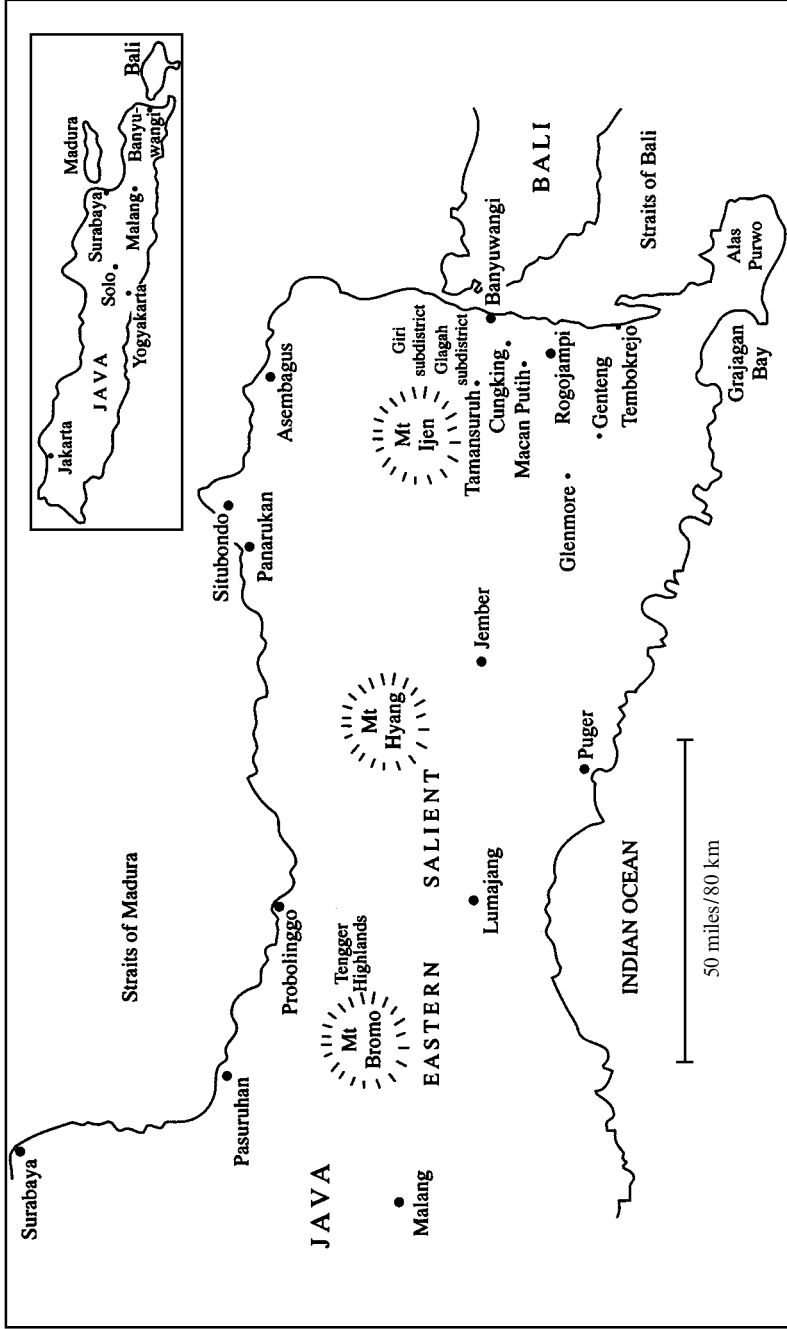 Jakarta
JAVA
Madura
Surabaya
Solo
Malang
Yogyakarta
Banyu-
wangi
Bali
Surabaya
Straits of Madura
Pasuruhan
Probolinggo
Situbondo
Panarukan
Asembagus
JAVA
Malang
Mt
Bromo
Tengger
Highlands
EASTERN SALIENT
Mt
Hyang
Mt
Ijen
Giri
subdistrict
Glagah
subdistrict
Tamansuruh
Cungking
Macan Putih
Banyuwangi
BALI
Straits of Bali
Lumajang
Jember
Rogojampi
Genteng
Glenmore
Tembokrejo
Puger
Alas
Purwo
Grajagan
Bay
INDIAN OCEAN
50 miles/80 km